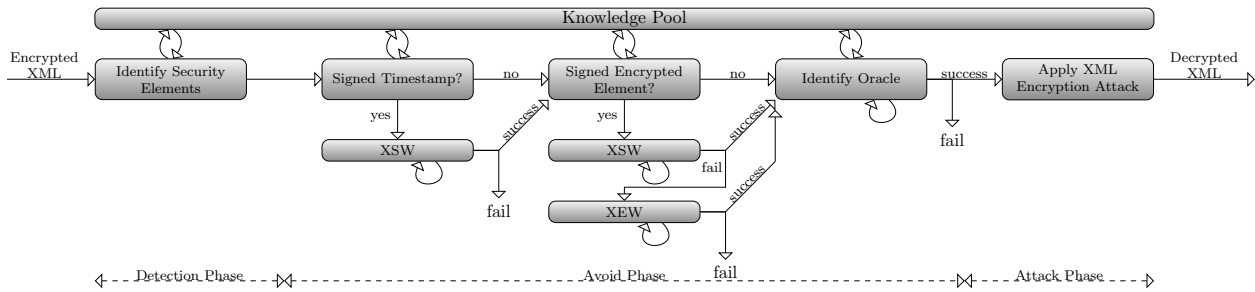 Knowledge Pool
Encrypted
XML
Identify Security
Elements
Signed Timestamp?
no
Signed Encrypted
Element?
no
Identify Oracle
success
Apply XML
Encryption Attack
Decrypted
XML
yes
success
yes
success
fail
XSW
XSW
fail
success
fail
XEW
fail
Detection Phase
Avoid Phase
Attack Phase